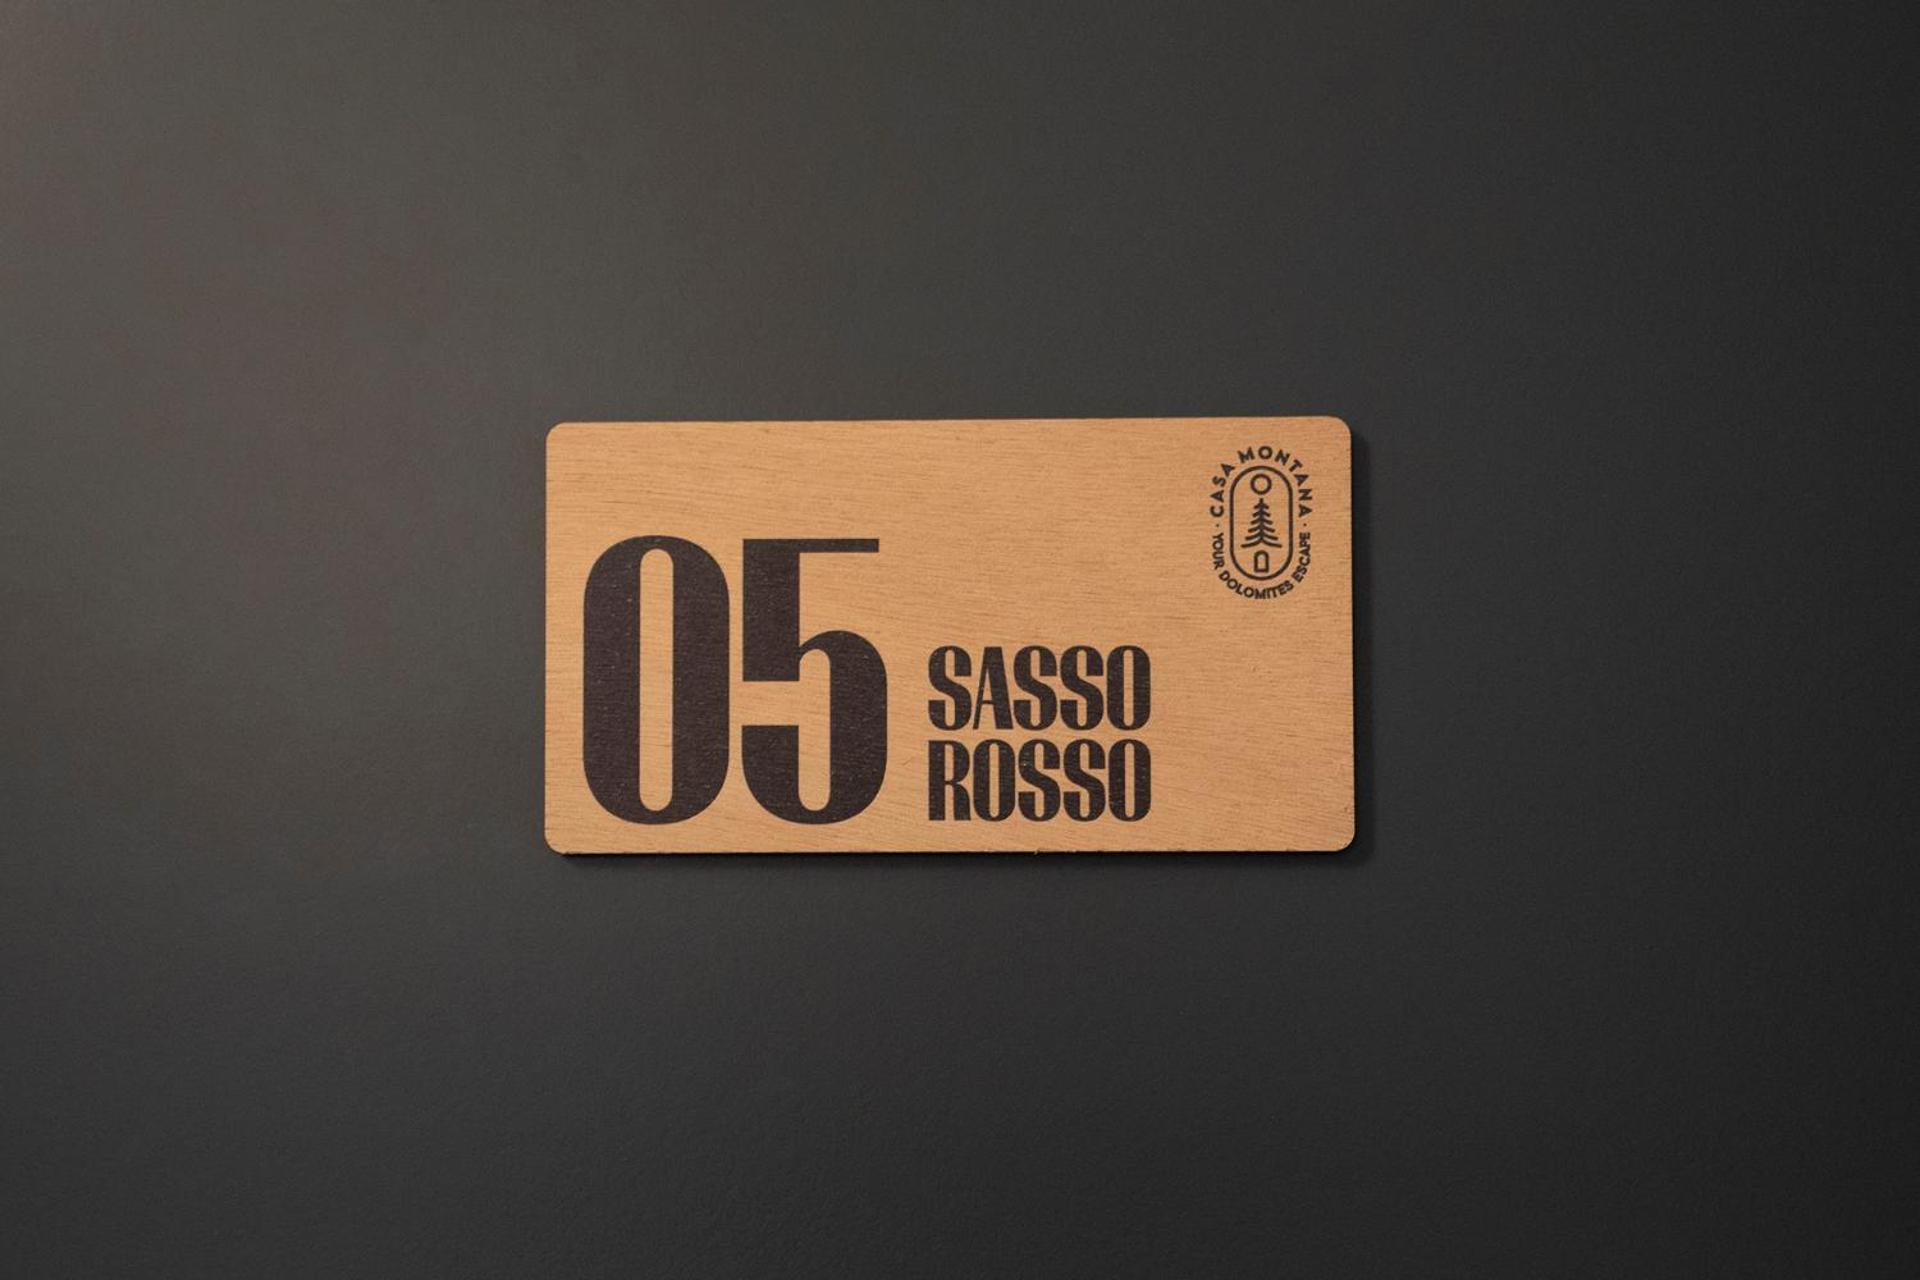 · CASA MONTANA ·
YOUR DOLOMITES ESCAPE
05
SASSO
ROSSO